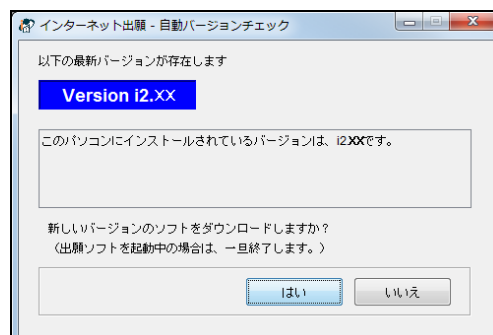 インターネット出願 - 自動バージョンチェック
以下の最新バージョンが存在します
Version i2.XX
このパソコンにインストールされているバージョンは、i2XXです。
新しいバージョンのソフトをダウンロードしますか？
（出願ソフトを起動中の場合は、一旦終了します。）
はい
いいえ